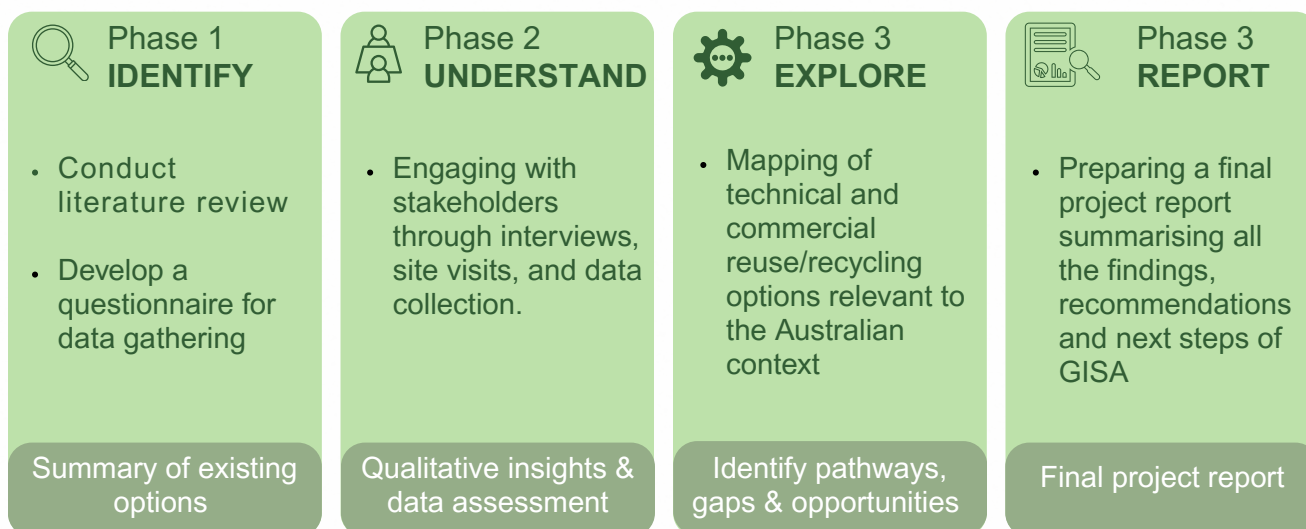 Phase 1
IDENTIFY
• Conduct
literature review
• Develop a
questionnaire for
data gathering
Summary of existing
options
Phase 2
UNDERSTAND
• Engaging with
stakeholders
through interviews,
site visits, and data
collection.
Qualitative insights &
data assessment
Phase 3
EXPLORE
• Mapping of
technical and
commercial
reuse/recycling
options relevant to
the Australian
context
Identify pathways,
gaps & opportunities
Phase 3
REPORT
• Preparing a final
project report
summarising all
the findings,
recommendations
and next steps of
GISA
Final project report